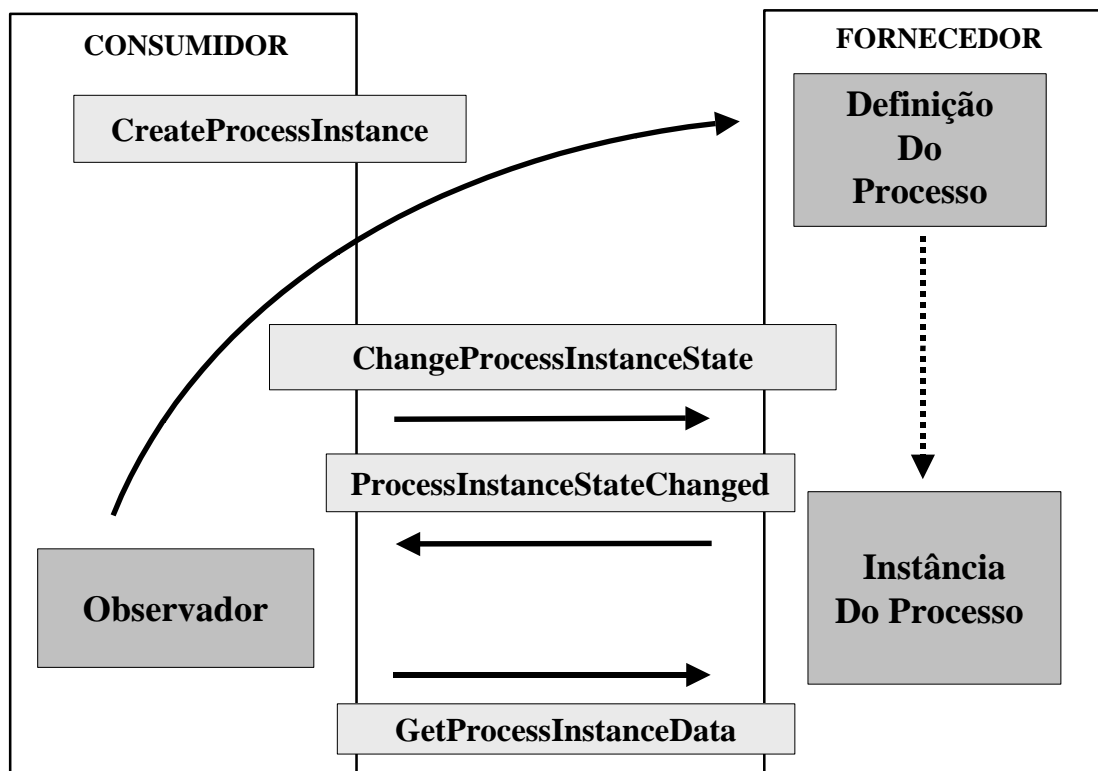 CONSUMIDOR
FORNECEDOR
CreateProcessInstance
Definição
Do
Processo
ChangeProcessInstanceState
ProcessInstanceStateChanged
Observador
Instância
Do Processo
GetProcessInstanceData